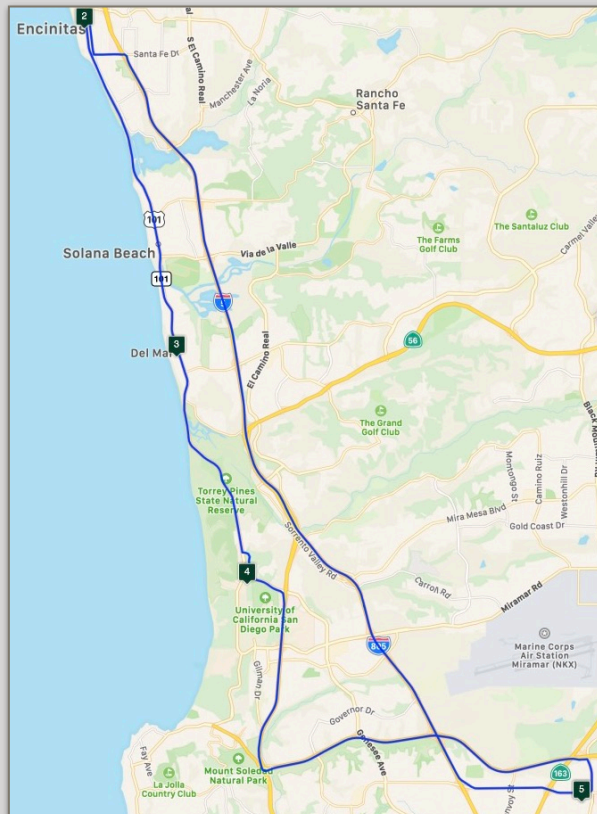 2
Encinitas
al
Santa Fe Dr
S El Camino Real
Manchester Ave
La Noria
Rancho
Santa Fe
101
Solana Beach
101
Via de la Valle
The Farms
Golf Club
The Santaluz Club
Carmel Valley
5
3
Del Mar
El Camino Real
56
The Grand
Golf Club
Black Mountain
Torrey Pines
State Natural
Reserve
Montongo St
Camino Ruiz
Westonhill Dr
Mira Mesa Blvd
Gold Coast Dr
Sorrento Valley Rd
4
University of
California San
Diego Park
Carroll Rd
Miramar Rd
805
Marine Corps
Air Station
Miramar (NKX)
Gilman Dr
Governor Dr
Genesee Ave
Fay Ave
La Jolla
Country Club
Mount Soledad
Natural Park
163
nvoy St
5